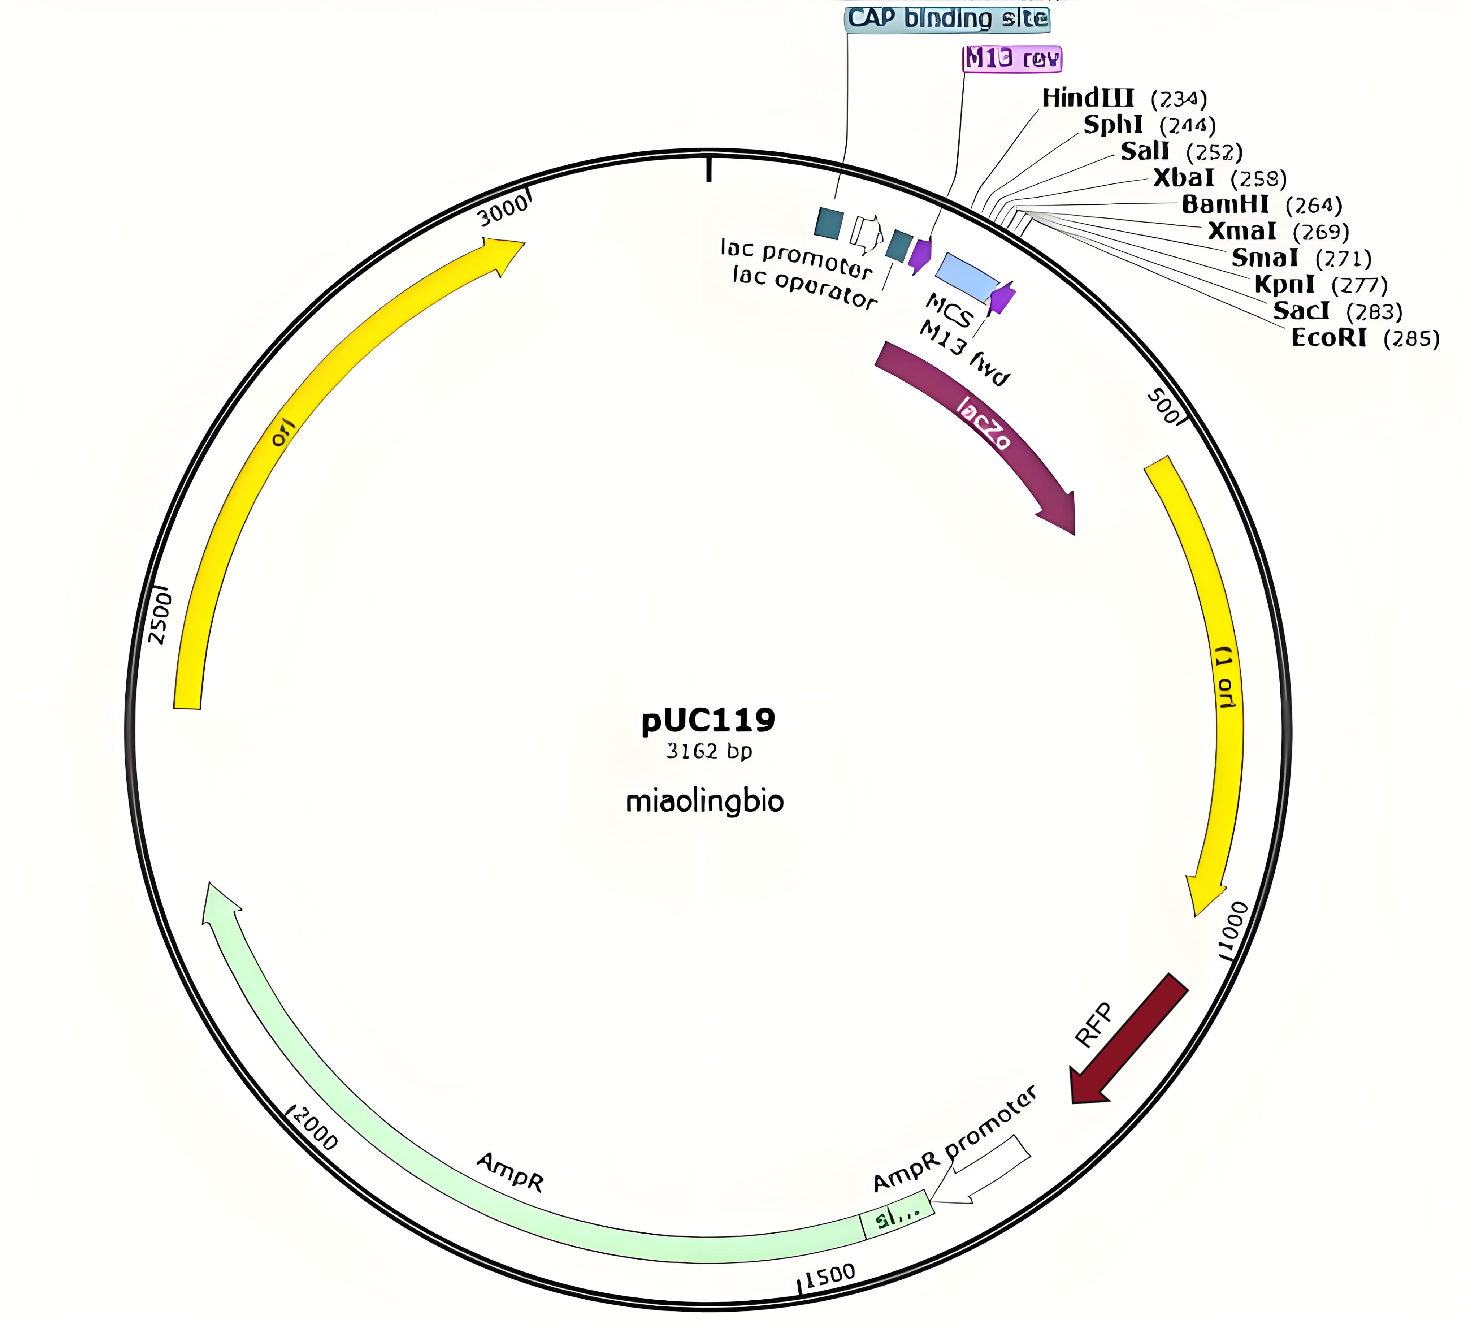 CAP binding site
M13 rev
HindIII (234)
SphI (244)
SalI (252)
XbaI (258)
BamHI (264)
XmaI (269)
SmaI (271)
KpnI (277)
SacI (283)
EcoRI (285)
3000
lac promoter
lac operator
MCS
M13 fwd
lacZα
500
ori
f1 ori
2500
pUC119
3162 bp
miaolingbio
1000
RFP
AmpR promoter
2000
AmpR
si...
1500